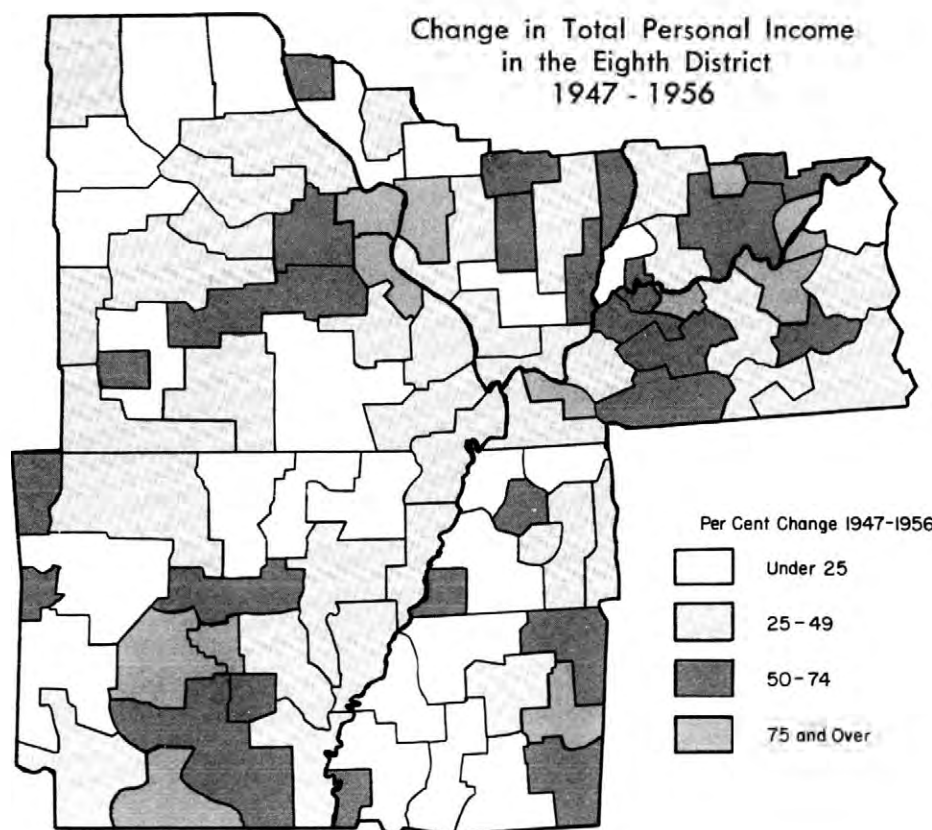 Change in Total Personal Income
in the Eighth District
1947 - 1956
Per Cent Change 1947-1956
Under 25
25-49
50-74
75 and Over